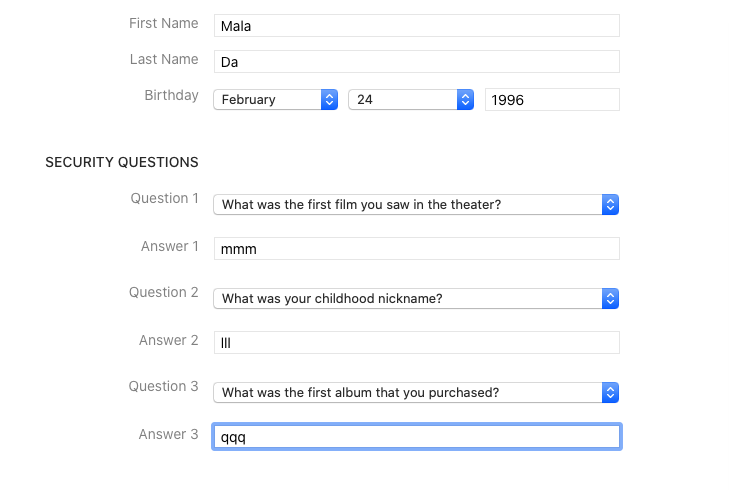 First Name Mala
Last Name Da
Birthday February 24 1996
SECURITY QUESTIONS
Question 1 What was the first film you saw in the theater?
Answer 1 mmm
Question 2 What was your childhood nickname?
Answer 2 lll
Question 3 What was the first album that you purchased?
Answer 3 qqq